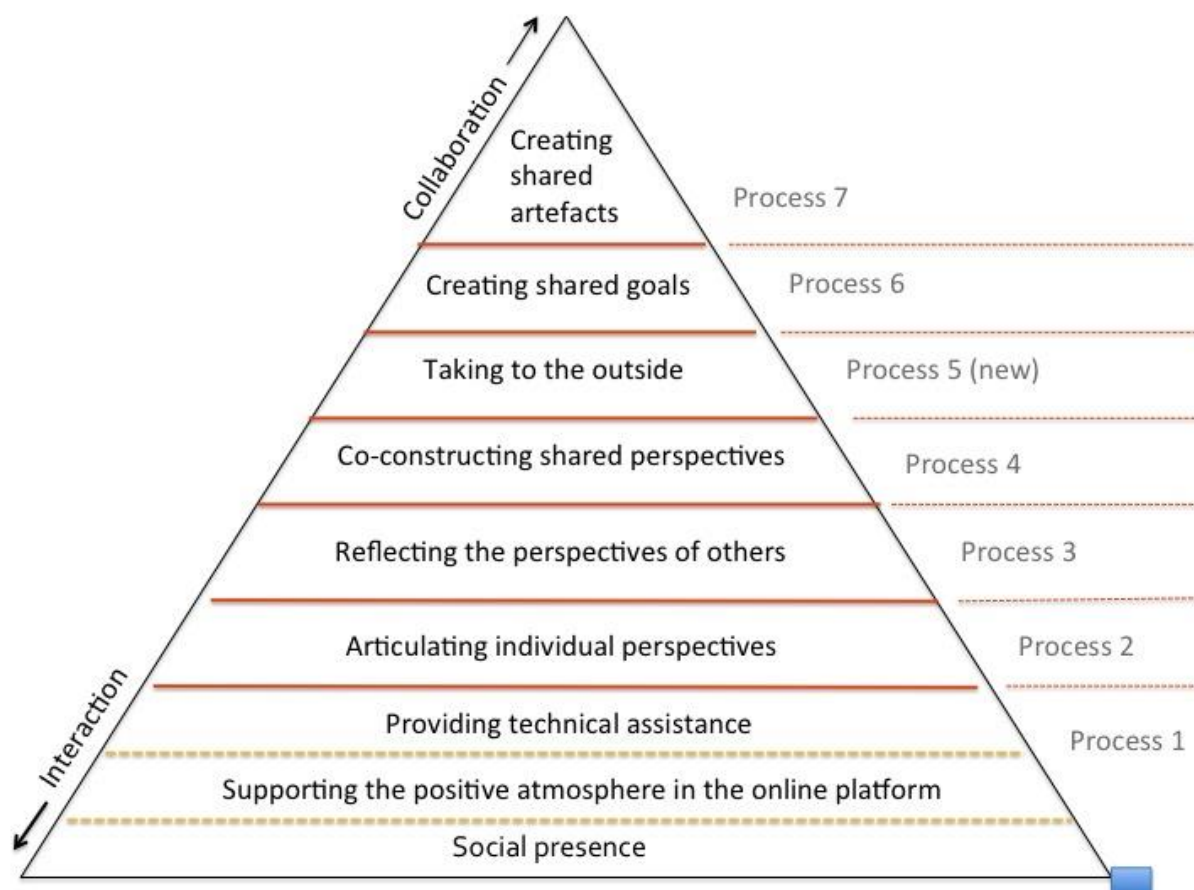 Collaboration
Creating
shared
artefacts
Process 7
Creating shared goals
Process 6
Taking to the outside
Process 5 (new)
Co-constructing shared perspectives
Process 4
Reflecting the perspectives of others
Process 3
Articulating individual perspectives
Process 2
Interaction
Providing technical assistance
Process 1
Supporting the positive atmosphere in the online platform
Social presence